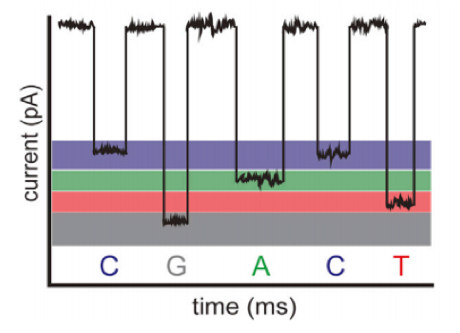 current (pA)
C G A C T
time (ms)